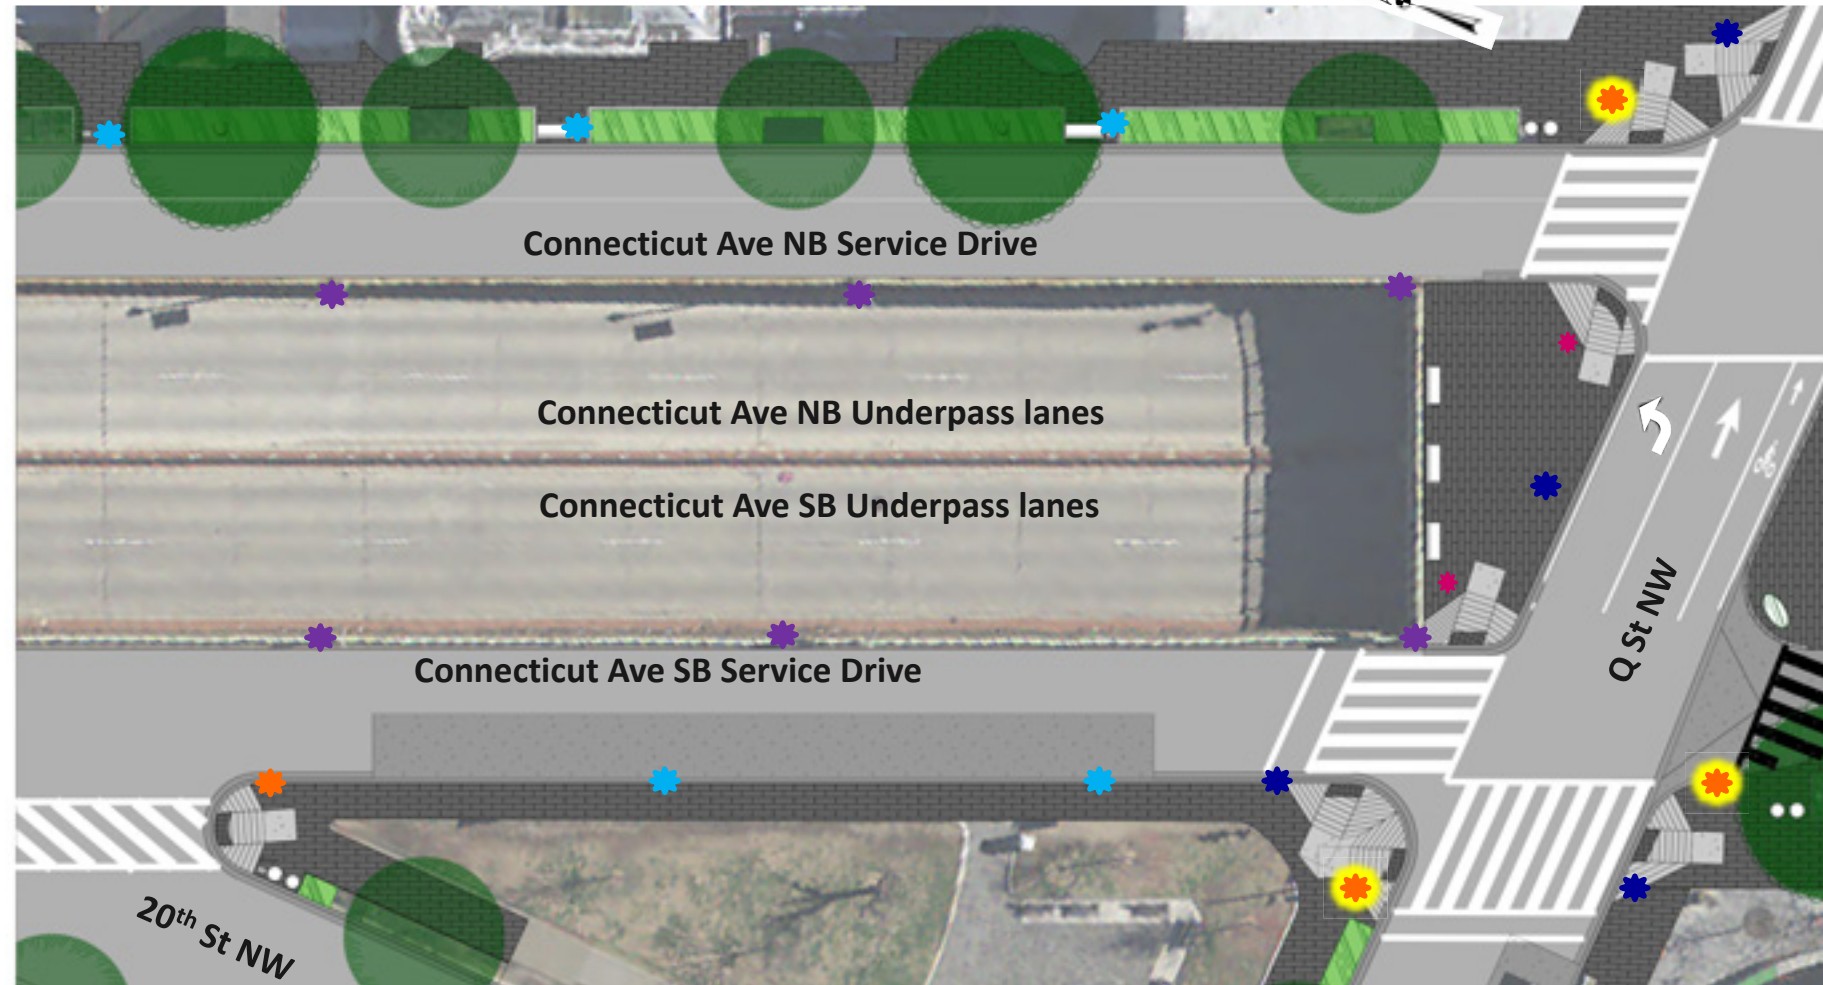 Connecticut Ave NB Service Drive
Connecticut Ave NB Underpass lanes
Connecticut Ave SB Underpass lanes
Connecticut Ave SB Service Drive
Q St NW
20th St NW